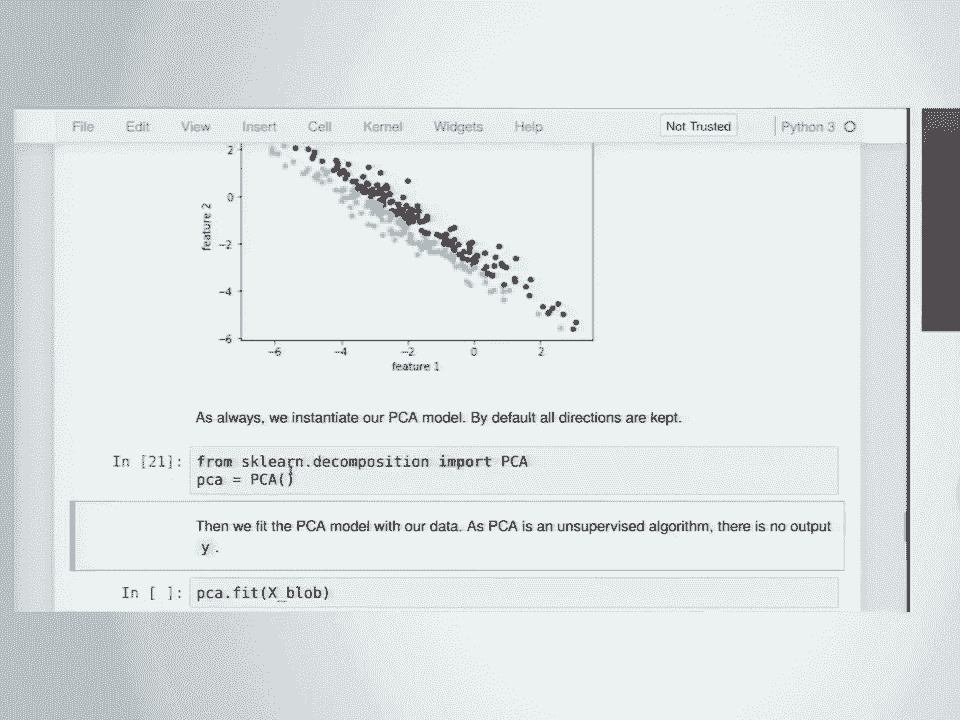 File Edit View Insert Cell Kernel Widgets Help Not Trusted Python 3
2
0
−2
−4
−6
feature 2
−6 −4 −2 0 2
feature 1
As always, we instantiate our PCA model. By default all directions are kept.
In [21]: from sklearn.decomposition import PCA
pca = PCA()
Then we fit the PCA model with our data. As PCA is an unsupervised algorithm, there is no output
y .
In [ ]: pca.fit(X_blob)